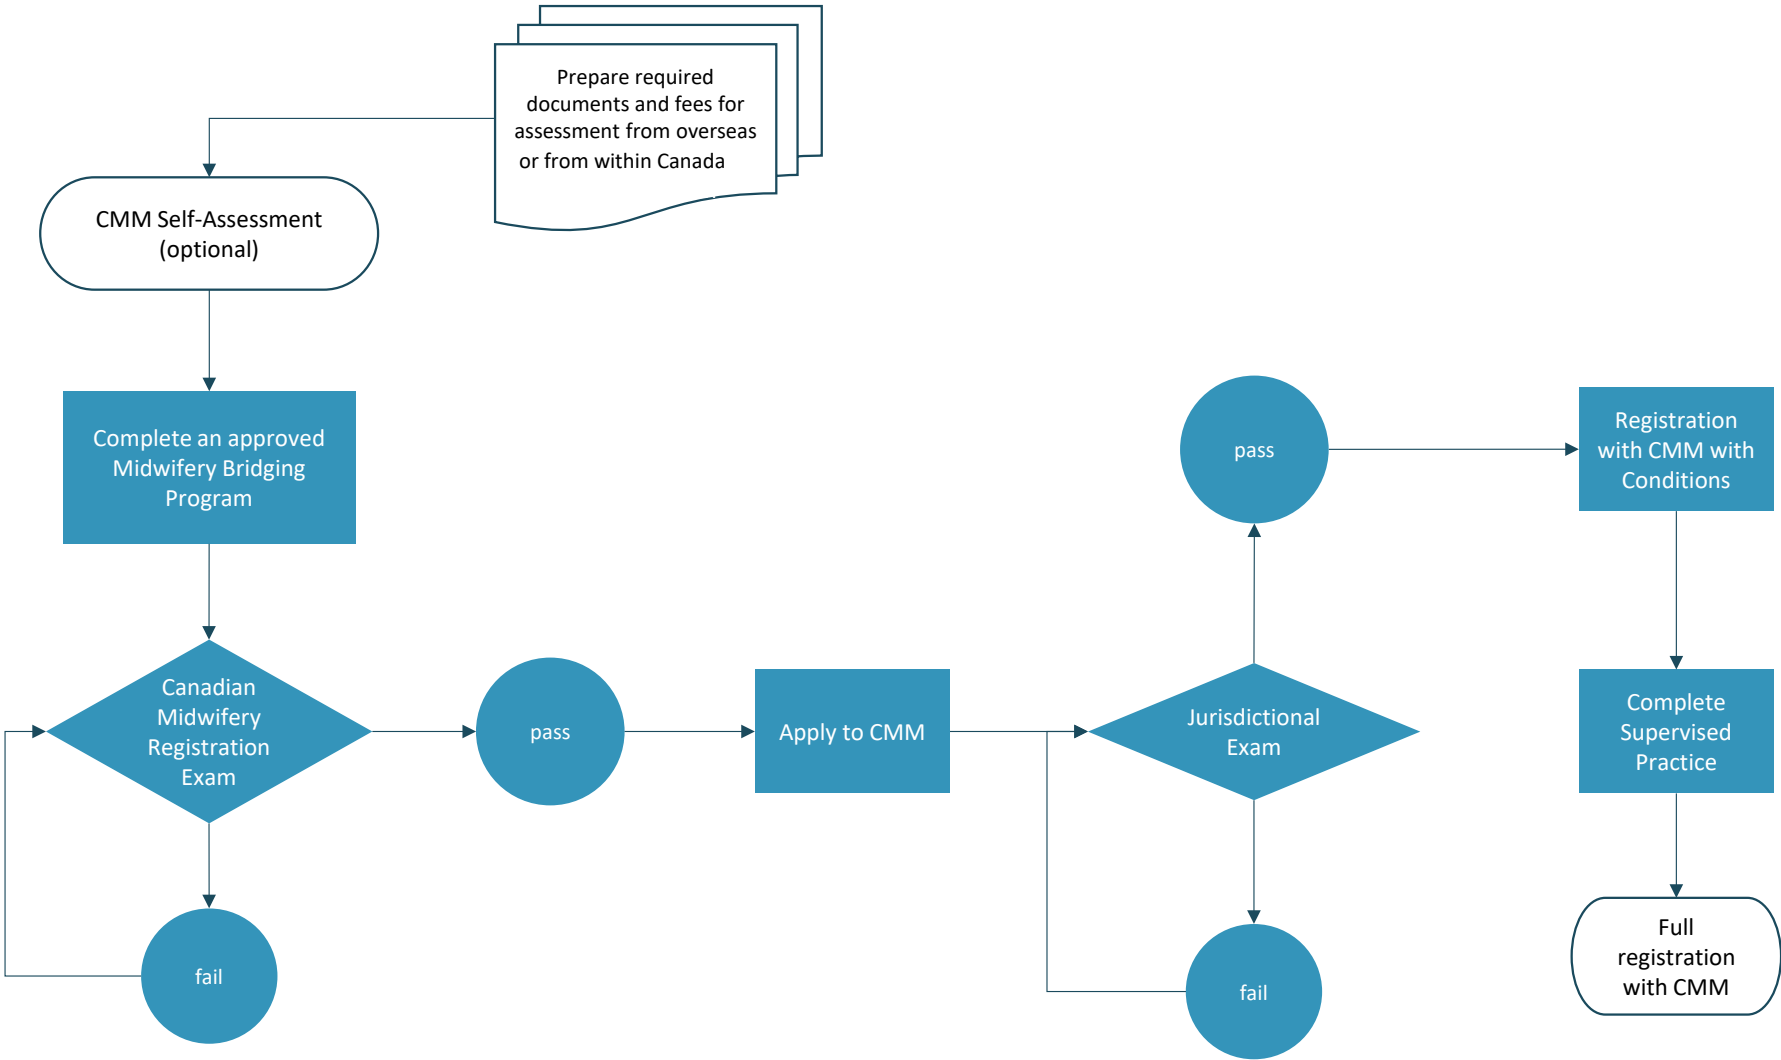 Prepare required
documents and fees for
assessment from overseas
or from within Canada
CMM Self-Assessment
(optional)
Complete an approved
Midwifery Bridging
Program
Canadian
Midwifery
Registration
Exam
fail
pass
Apply to CMM
Jurisdictional
Exam
fail
pass
Registration
with CMM with
Conditions
Complete
Supervised
Practice
Full
registration
with CMM